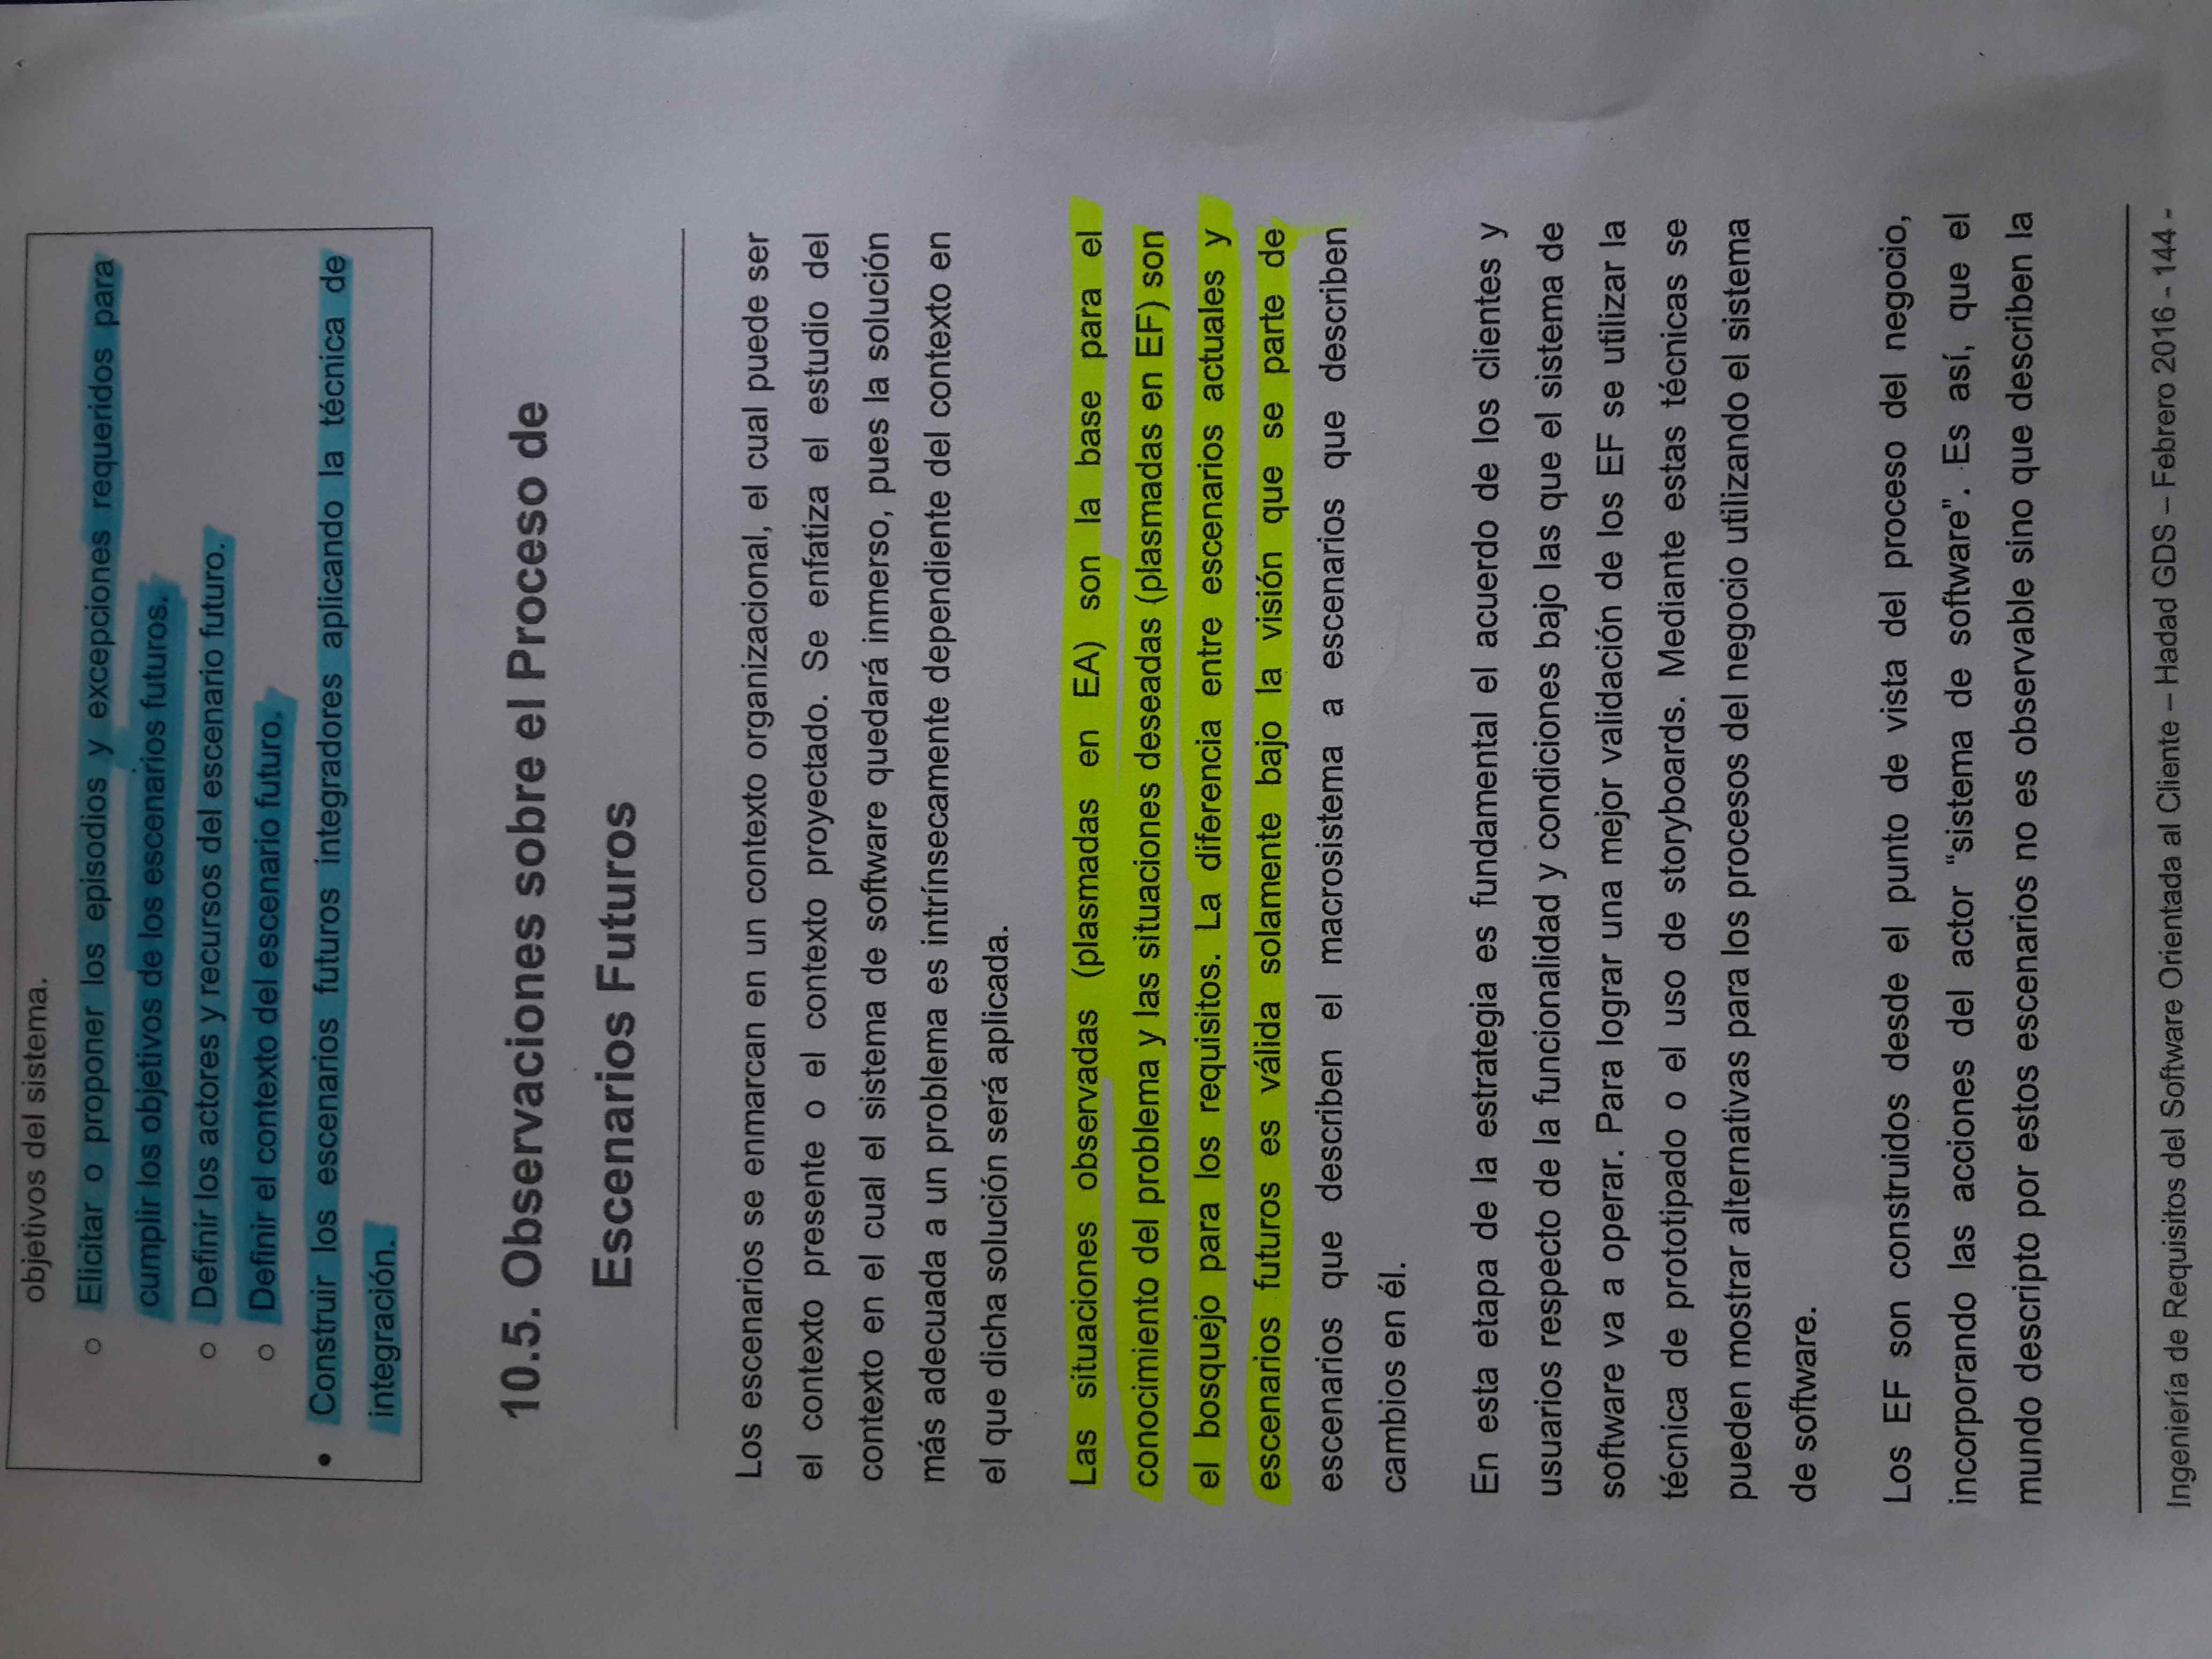 objetivos del sistema.
o Elicitar o proponer los episodios y excepciones requeridos para
cumplir los objetivos de los escenarios futuros.
o Definir los actores y recursos del escenario futuro.
o Definir el contexto del escenario futuro.
• Construir los escenarios futuros integradores aplicando la técnica de
integración.
10.5. Observaciones sobre el Proceso de
Escenarios Futuros
Los escenarios se enmarcan en un contexto organizacional, el cual puede ser
el contexto presente o el contexto proyectado. Se enfatiza el estudio del
contexto en el cual el sistema de software quedará inmerso, pues la solución
más adecuada a un problema es intrínsecamente dependiente del contexto en
el que dicha solución será aplicada.
Las situaciones observadas (plasmadas en EA) son la base para el
conocimiento del problema y las situaciones deseadas (plasmadas en EF) son
el bosquejo para los requisitos. La diferencia entre escenarios actuales y
escenarios futuros es válida solamente bajo la visión que se parte de
escenarios que describen el macrosistema a escenarios que describen
cambios en él.
En esta etapa de la estrategia es fundamental el acuerdo de los clientes y
usuarios respecto de la funcionalidad y condiciones bajo las que el sistema de
software va a operar. Para lograr una mejor validación de los EF se utilizar la
técnica de prototipado o el uso de storyboards. Mediante estas técnicas se
pueden mostrar alternativas para los procesos del negocio utilizando el sistema
de software.
Los EF son construidos desde el punto de vista del proceso del negocio,
incorporando las acciones del actor “sistema de software”. Es así, que el
mundo descripto por estos escenarios no es observable sino que describen la
Ingeniería de Requisitos del Software Orientada al Cliente – Hadad GDS – Febrero 2016 - 144 -